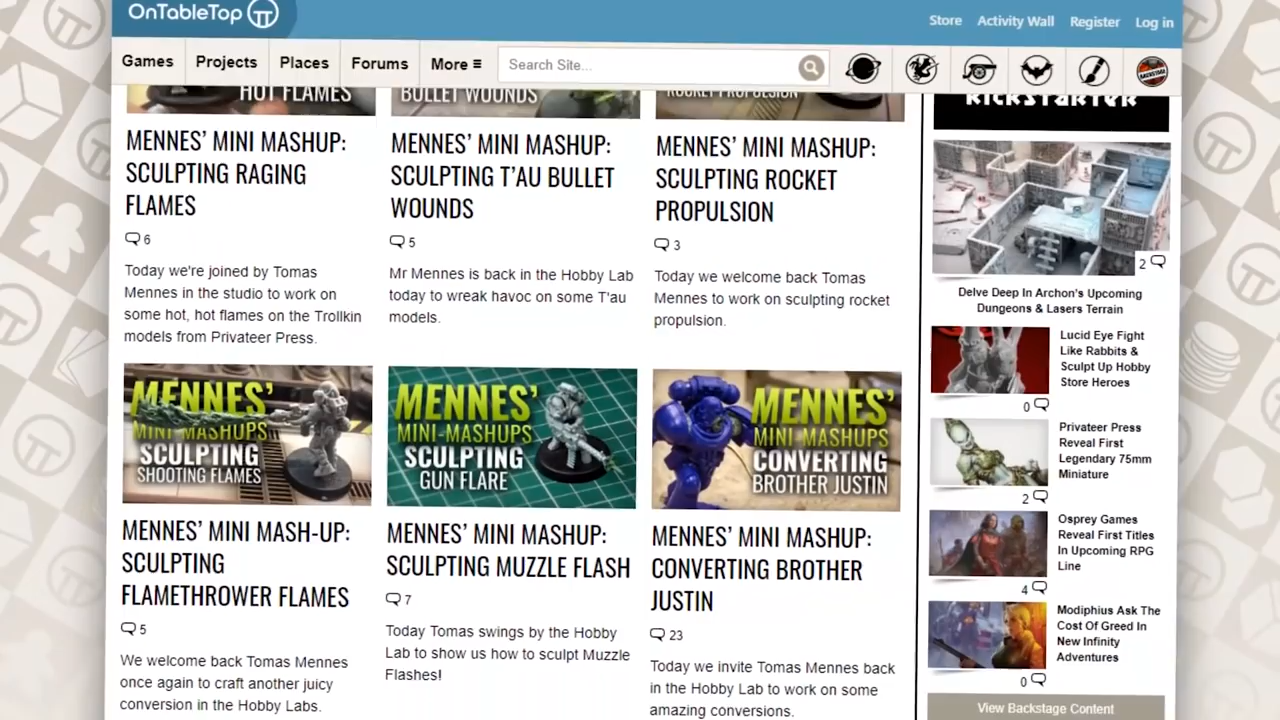 OnTableTop
Store
Activity Wall
Register
Log in
Games
Projects
Places
Forums
More
Search Site...
HOT FLAMES
BULLET WOUNDS
ROCKET PROPULSION
KICKSTARTER
MENNES' MINI MASHUP:
SCULPTING RAGING
FLAMES
6
Today we're joined by Tomas
Mennes in the studio to work on
some hot, hot flames on the Trollkin
models from Privateer Press.
MENNES' MINI MASHUP:
SCULPTING T'AU BULLET
WOUNDS
5
Mr Mennes is back in the Hobby Lab
today to wreak havoc on some T'au
models.
MENNES' MINI MASHUP:
SCULPTING ROCKET
PROPULSION
3
Today we welcome back Tomas
Mennes to work on sculpting rocket
propulsion.
MENNES'
MINI MASHUPS
SCULPTING
SHOOTING FLAMES
MENNES' MINI MASH-UP:
SCULPTING
FLAMETHROWER FLAMES
5
We welcome back Tomas Mennes
once again to craft another juicy
conversion in the Hobby Labs.
MENNES'
MINI-MASHUPS
SCULPTING
GUN FLARE
MENNES' MINI MASHUP:
SCULPTING MUZZLE FLASH
7
Today Tomas swings by the Hobby
Lab to show us how to sculpt Muzzle
Flashes!
MENNES'
MINI-MASHUPS
CONVERTING
BROTHER JUSTIN
MENNES' MINI MASHUP:
CONVERTING BROTHER
JUSTIN
23
Today we invite Tomas Mennes back
in the Hobby Lab to work on some
amazing conversions.
2
Delve Deep In Archon's Upcoming
Dungeons & Lasers Terrain
Lucid Eye Fight
Like Rabbits &
Sculpt Up Hobby
Store Heroes
0
Privateer Press
Reveal First
Legendary 75mm
Miniature
2
Osprey Games
Reveal First Titles
In Upcoming RPG
Line
4
Modiphius Ask The
Cost Of Greed In
New Infinity
Adventures
0
View Backstage Content